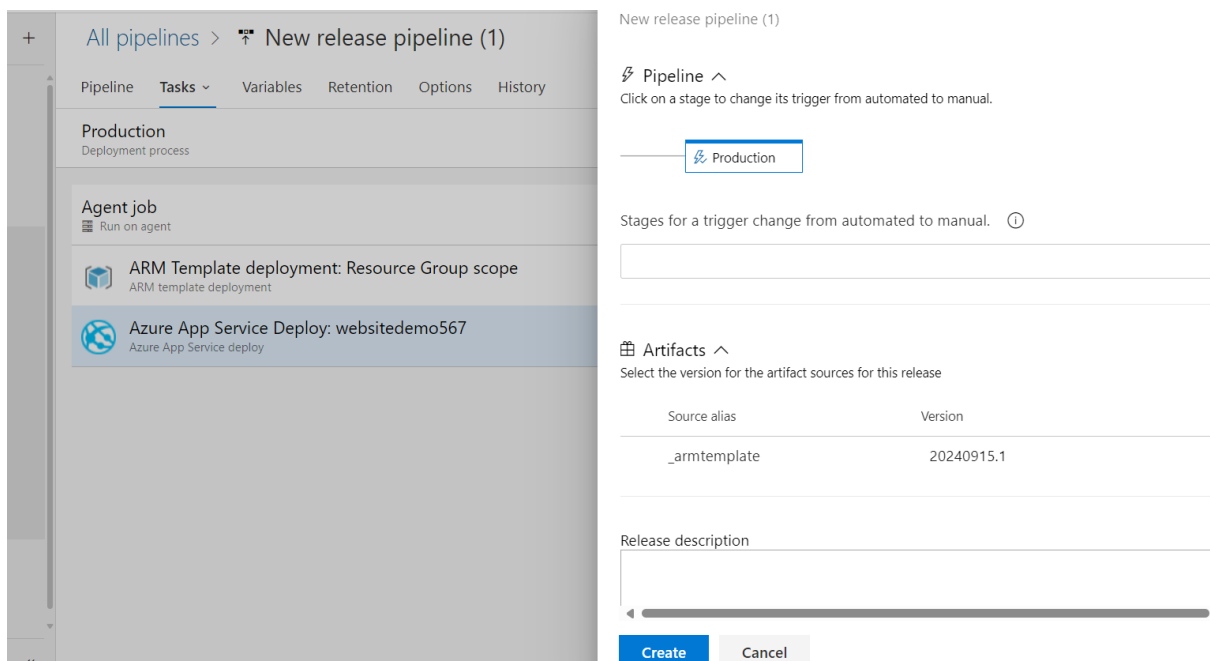 All pipelines > New release pipeline (1)
Pipeline Tasks Variables Retention Options History
Production
Deployment process
Agent job
Run on agent
ARM Template deployment: Resource Group scope
ARM template deployment
Azure App Service Deploy: websitedemo567
Azure App Service deploy
New release pipeline (1)
Pipeline
Click on a stage to change its trigger from automated to manual.
Production
Stages for a trigger change from automated to manual.
Artifacts
Select the version for the artifact sources for this release
Source alias Version
_armtemplate 20240915.1
Release description
Create Cancel